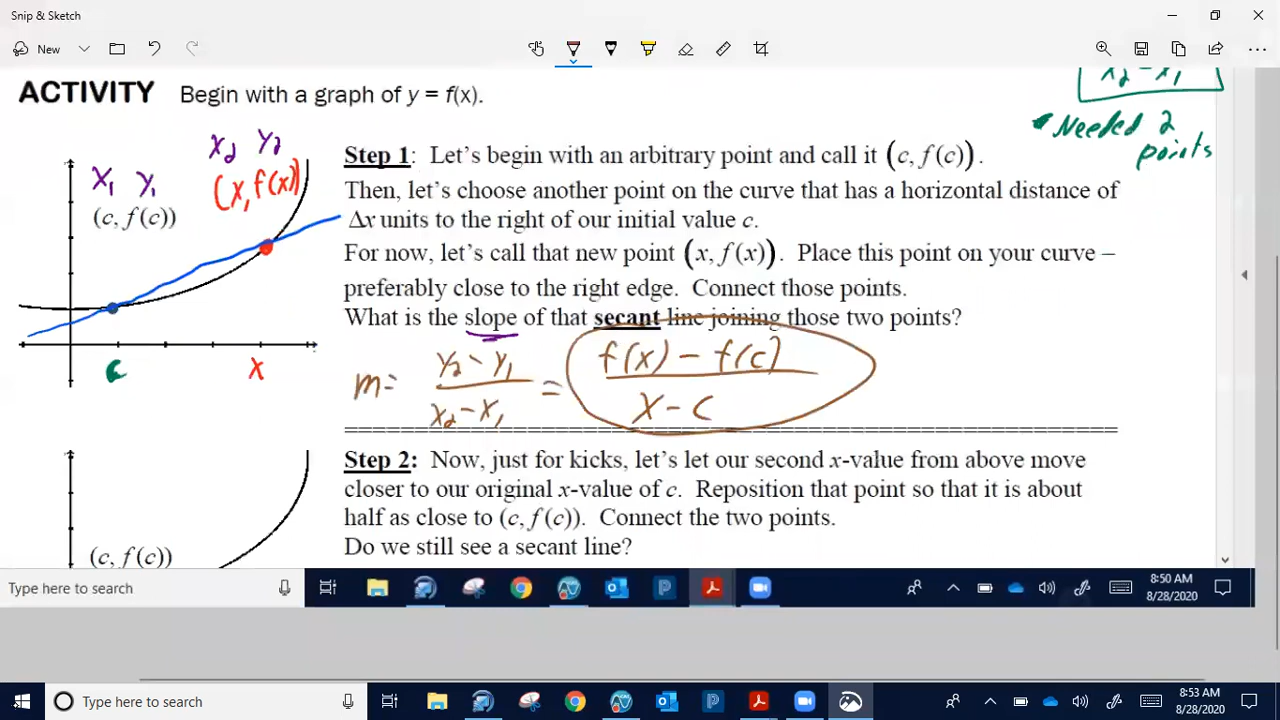 Snip & Sketch
New
x2 - x1
Needed 2
points
ACTIVITY Begin with a graph of y = f(x).
x2 y2
x1 y1
(x, f(x))
(c, f(c))
c
x
Step 1: Let's begin with an arbitrary point and call it (c, f(c)).
Then, let's choose another point on the curve that has a horizontal distance of
Δx units to the right of our initial value c.
For now, let's call that new point (x, f(x)). Place this point on your curve –
preferably close to the right edge. Connect those points.
What is the slope of that secant line joining those two points?
m = y2 - y1 / x2 - x1 = f(x) - f(c) / x - c
Step 2: Now, just for kicks, let's let our second x-value from above move
closer to our original x-value of c. Reposition that point so that it is about
half as close to (c, f(c)). Connect the two points.
Do we still see a secant line?
(c, f(c))
Type here to search
8:50 AM
8/28/2020
Type here to search
8:53 AM
8/28/2020